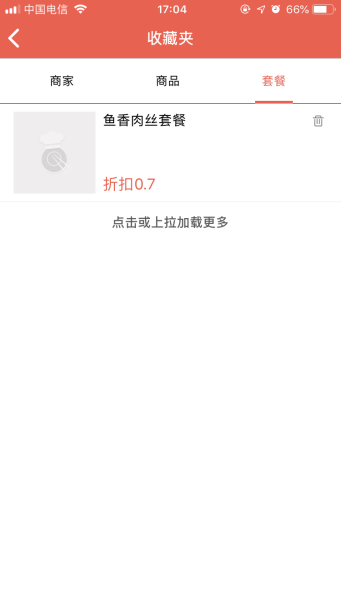 中国电信 17:04 66%
收藏夹
商家 商品 套餐
鱼香肉丝套餐
折扣0.7
点击或上拉加载更多